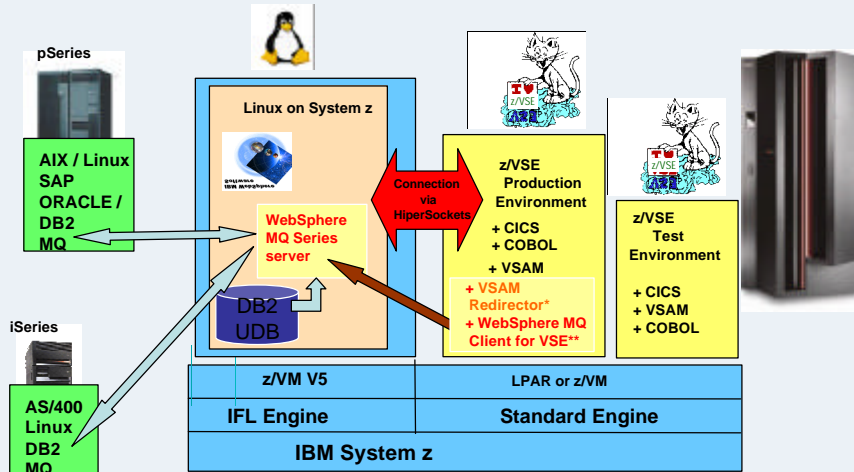 pSeries
AIX / Linux
SAP
ORACLE /
DB2
MQ
iSeries
AS/400
Linux
DB2
MQ
Linux on System z
WebSphere
MQ Series
server
DB2
UDB
Connection
via
HiperSockets
I
z/VSE
z/VSE
Production
Environment
+ CICS
+ COBOL
+ VSAM
+ VSAM
Redirector*
+ WebSphere MQ
Client for VSE**
z/VSE
z/VSE
Test
Environment
+ CICS
+ VSAM
+ COBOL
z/VM V5
LPAR or z/VM
IFL Engine
Standard Engine
IBM System z